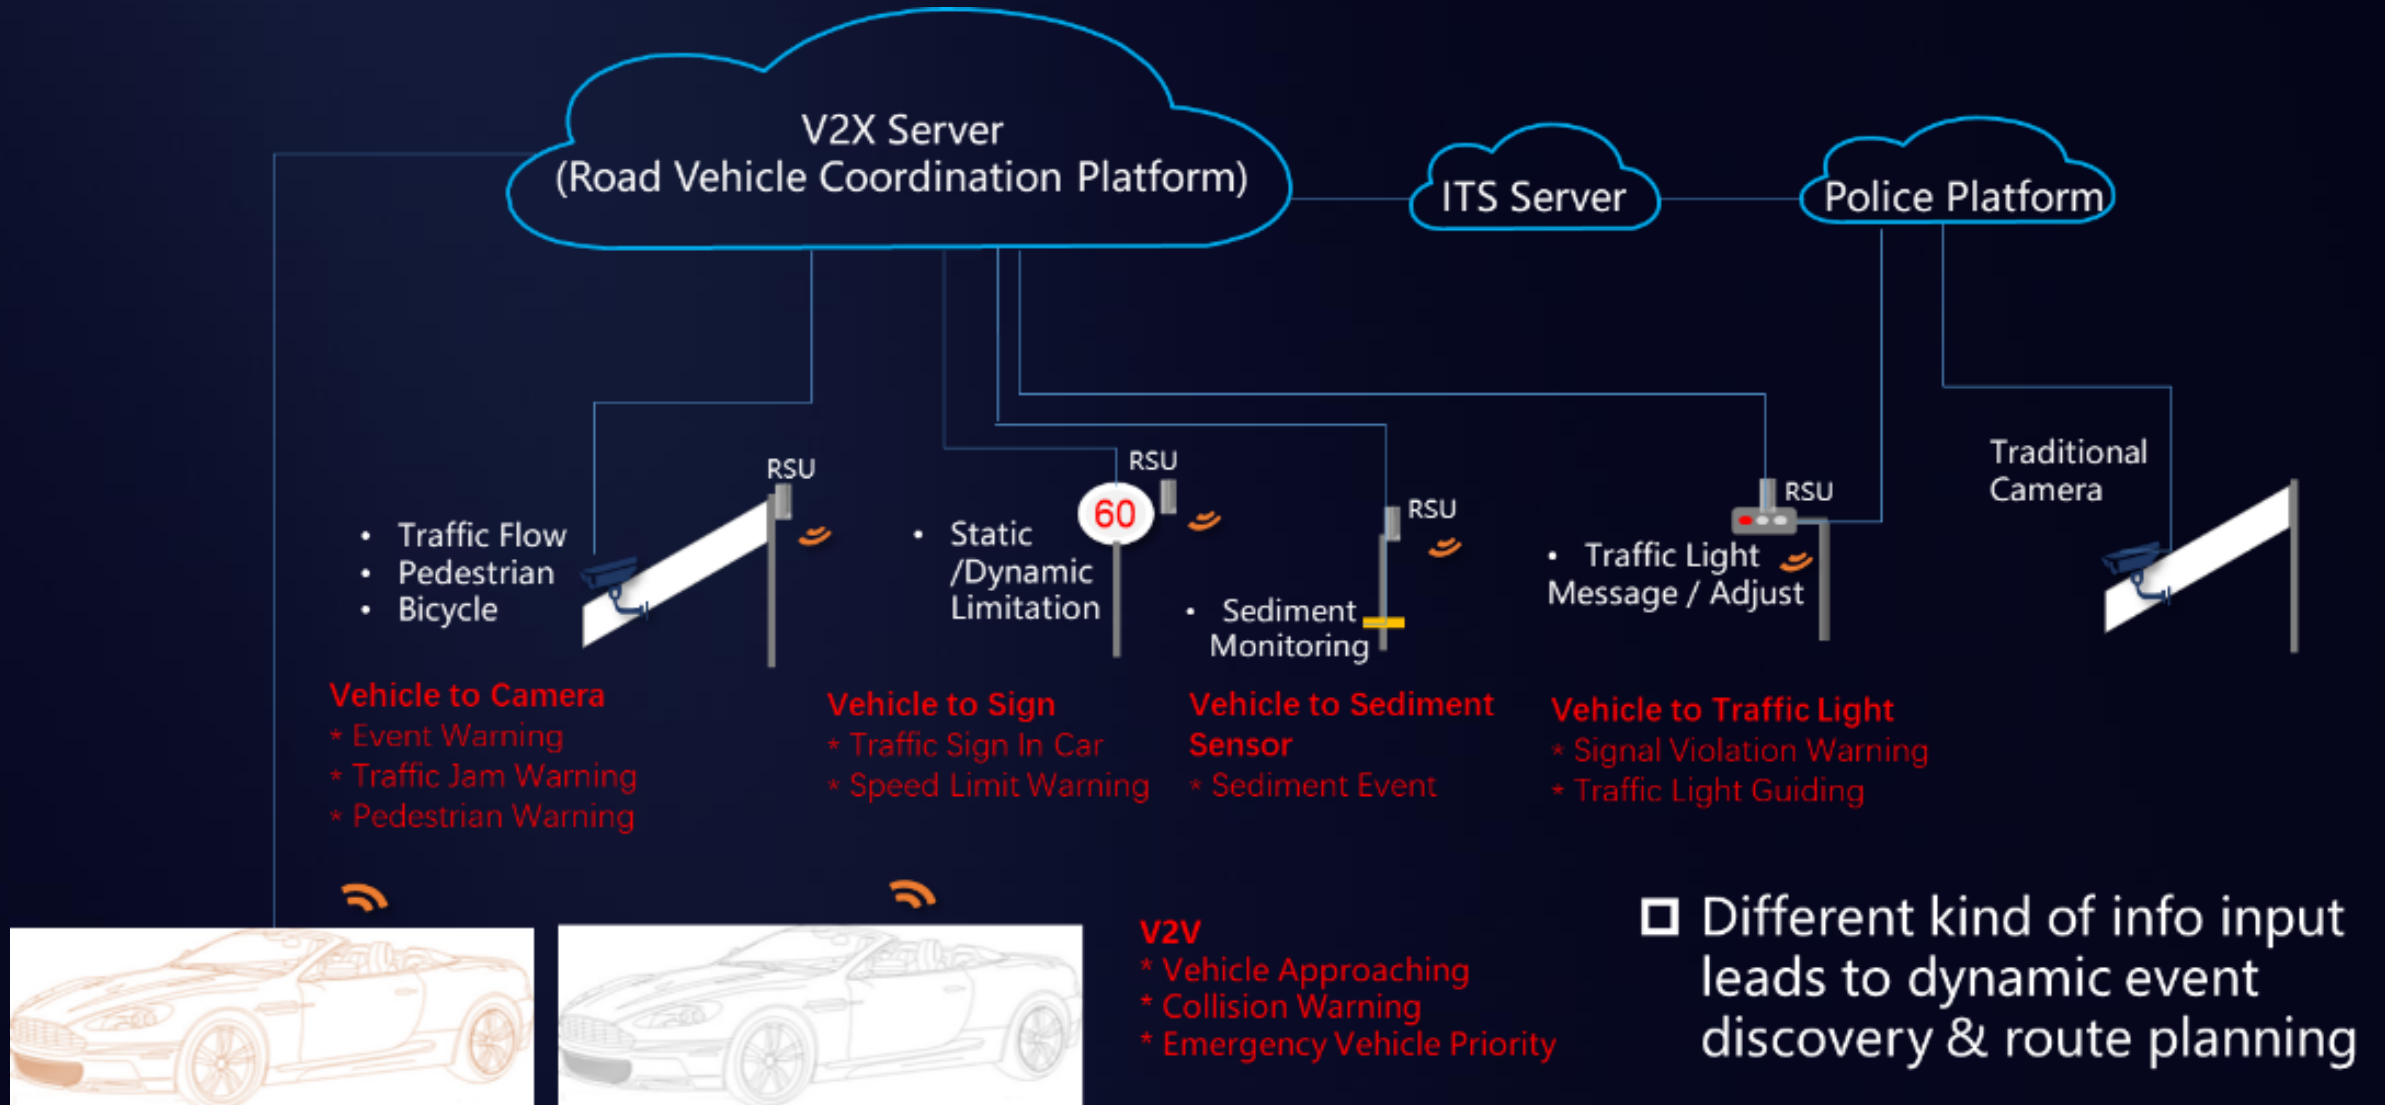 V2X Server
(Road Vehicle Coordination Platform)
ITS Server
Police Platform
RSU
• Traffic Flow
• Pedestrian
• Bicycle
RSU
60
• Static
/Dynamic
Limitation
RSU
• Sediment
Monitoring
RSU
• Traffic Light
Message / Adjust
Traditional
Camera
Vehicle to Camera
* Event Warning
* Traffic Jam Warning
* Pedestrian Warning
Vehicle to Sign
* Traffic Sign In Car
* Speed Limit Warning
Vehicle to Sediment
Sensor
* Sediment Event
Vehicle to Traffic Light
* Signal Violation Warning
* Traffic Light Guiding
V2V
* Vehicle Approaching
* Collision Warning
* Emergency Vehicle Priority
Different kind of info input
leads to dynamic event
discovery & route planning